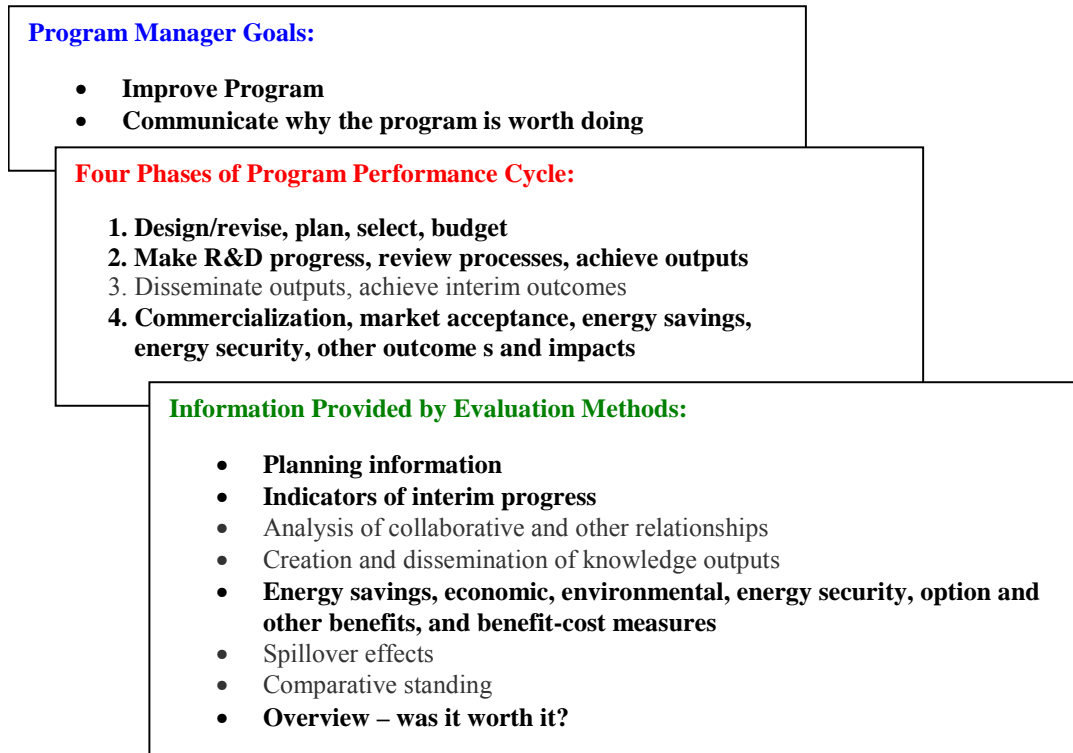 Program Manager Goals:
• Improve Program
• Communicate why the program is worth doing
Four Phases of Program Performance Cycle:
1. Design/revise, plan, select, budget
2. Make R&D progress, review processes, achieve outputs
3. Disseminate outputs, achieve interim outcomes
4. Commercialization, market acceptance, energy savings,
energy security, other outcome s and impacts
Information Provided by Evaluation Methods:
• Planning information
• Indicators of interim progress
• Analysis of collaborative and other relationships
• Creation and dissemination of knowledge outputs
• Energy savings, economic, environmental, energy security, option and
other benefits, and benefit-cost measures
• Spillover effects
• Comparative standing
• Overview – was it worth it?